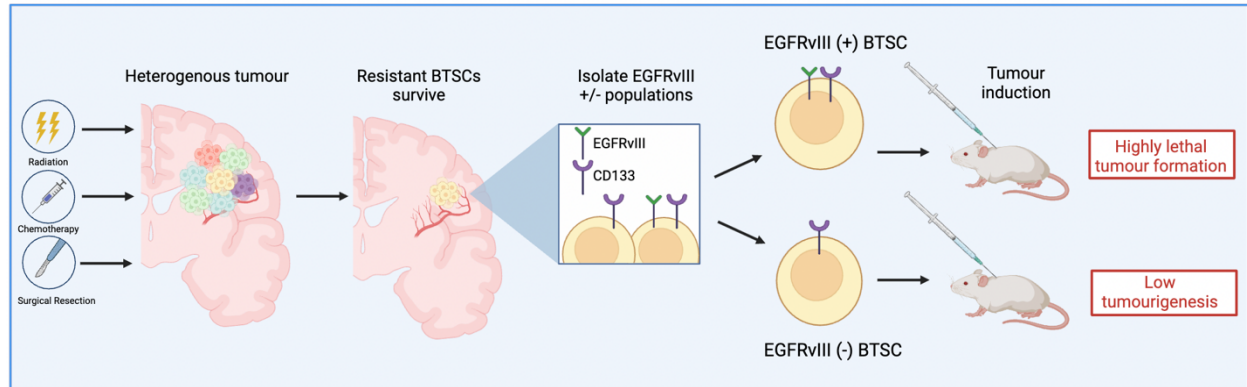 Radiation
Chemotherapy
Surgical Resection
Heterogenous tumour
Resistant BTSCs
survive
Isolate EGFRvIII
+/- populations
EGFRvIII
CD133
EGFRvIII (+) BTSC
EGFRvIII (-) BTSC
Tumour
induction
Highly lethal
tumour formation
Low
tumourigenesis